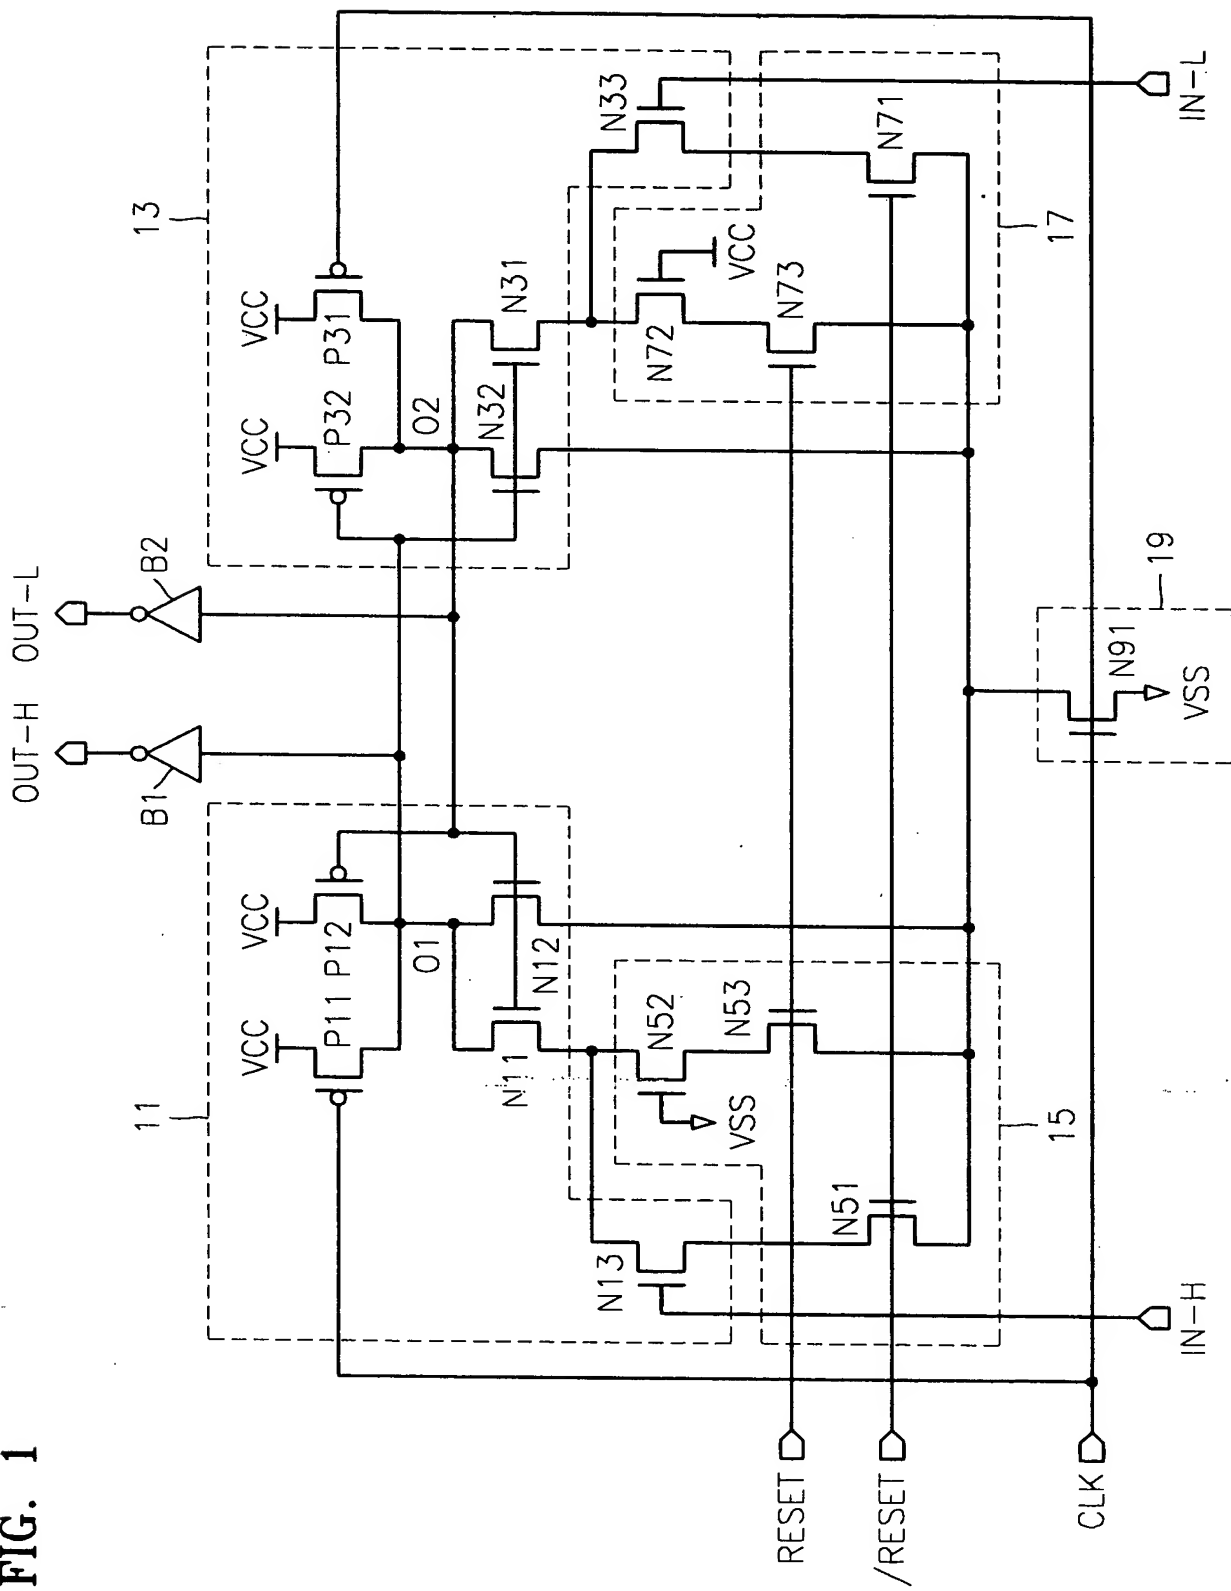 FIG. 1
OUT-H
OUT-L
B1
B2
11
13
VCC
VCC
VCC
VCC
P11
P12
P32
P31
O1
O2
N11
N12
N32
N31
N13
N33
N52
VSS
N53
N72
VCC
N73
N51
N71
15
17
RESET
/RESET
CLK
IN-H
IN-L
N91
VSS
19